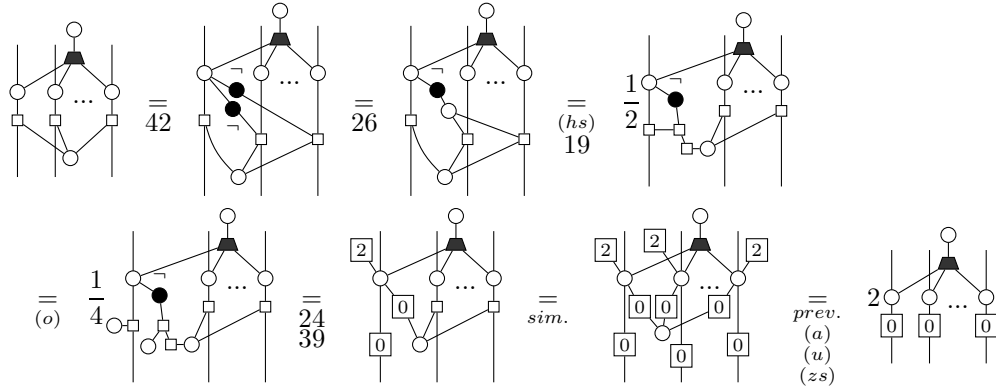 ... = 42 ¬ ¬ ... = 26 ¬ ... = (hs) 19 1/2 ¬ ...
= (o) 1/4 ¬ ... = 24 39 2 0 0 ... = sim. 2 2 2 0 0 0 0 0 0 ... = prev. (a) (u) (zs) 2 0 0 0 ...